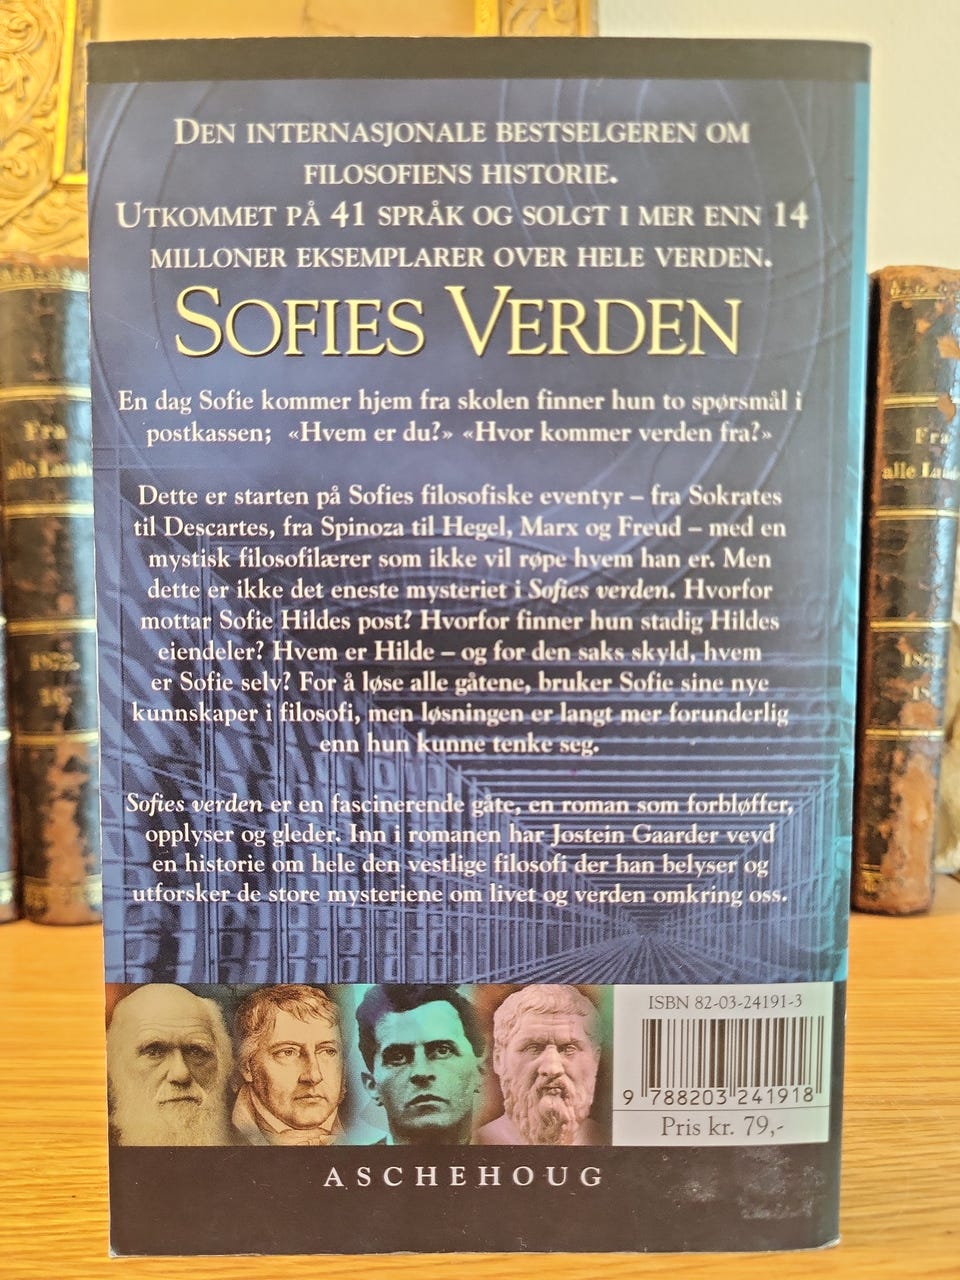 DEN INTERNASJONALE BESTSELGEREN OM
FILOSOFIENS HISTORIE.
UTKOMMET PÅ 41 SPRÅK OG SOLGT I MER ENN 14
MILLONER EKSEMPLARER OVER HELE VERDEN.
SOFIES VERDEN
En dag Sofie kommer hjem fra skolen finner hun to spørsmål i
postkassen; «Hvem er du?» «Hvor kommer verden fra?»
Dette er starten på Sofies filosofiske eventyr – fra Sokrates
til Descartes, fra Spinoza til Hegel, Marx og Freud – med en
mystisk filosofilærer som ikke vil røpe hvem han er. Men
dette er ikke det eneste mysteriet i Sofies verden. Hvorfor
mottar Sofie Hildes post? Hvorfor finner hun stadig Hildes
eiendeler? Hvem er Hilde – og for den saks skyld, hvem
er Sofie selv? For å løse alle gåtene, bruker Sofie sine nye
kunnskaper i filosofi, men løsningen er langt mer forunderlig
enn hun kunne tenke seg.
Sofies verden er en fascinerende gåte, en roman som forbløffer,
opplyser og gleder. Inn i romanen har Jostein Gaarder vevd
en historie om hele den vestlige filosofi der han belyser og
utforsker de store mysteriene om livet og verden omkring oss.
ISBN 82-03-24191-3
9 788203 241918
Pris kr. 79,-
ASCHEHOUG
Fra
alle Lande
1872.
Fra
alle